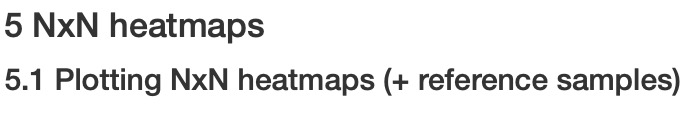 5 NxN heatmaps
5.1 Plotting NxN heatmaps (+ reference samples)